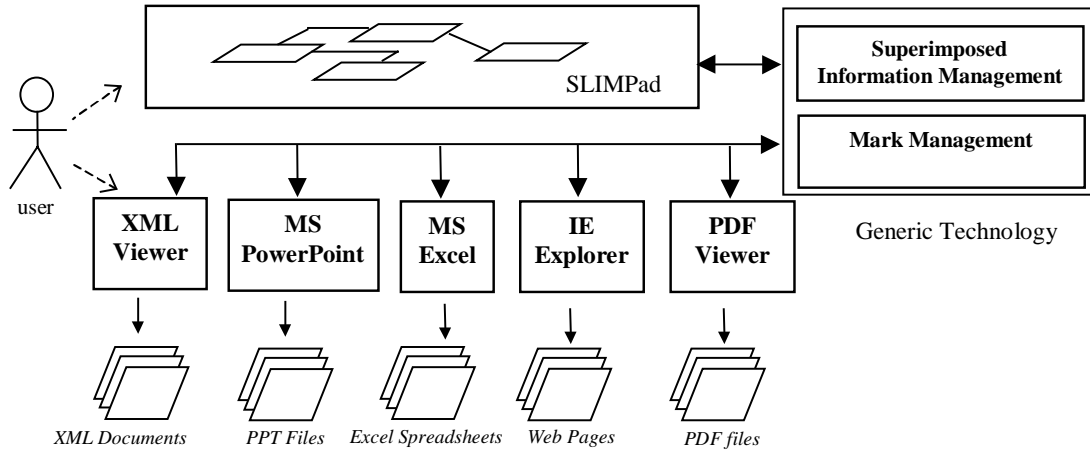 Superimposed
Information Management
SLIMPad
Mark Management
user
XML
Viewer
MS
PowerPoint
MS
Excel
IE
Explorer
PDF
Viewer
Generic Technology
XML Documents
PPT Files
Excel Spreadsheets
Web Pages
PDF files